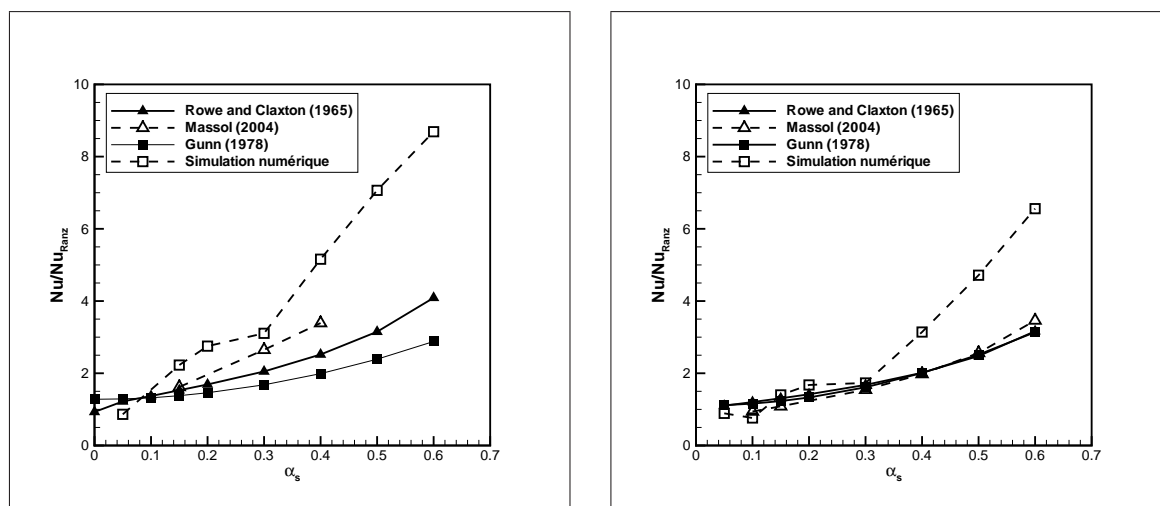 10
8
6
4
2
0
Nu/Nu_Ranz
Rowe and Claxton (1965)
Massol (2004)
Gunn (1978)
Simulation numérique
0 0.1 0.2 0.3 0.4 0.5 0.6 0.7
α_s
10
8
6
4
2
0
Nu/Nu_Ranz
Rowe and Claxton (1965)
Massol (2004)
Gunn (1978)
Simulation numérique
0 0.1 0.2 0.3 0.4 0.5 0.6 0.7
α_s